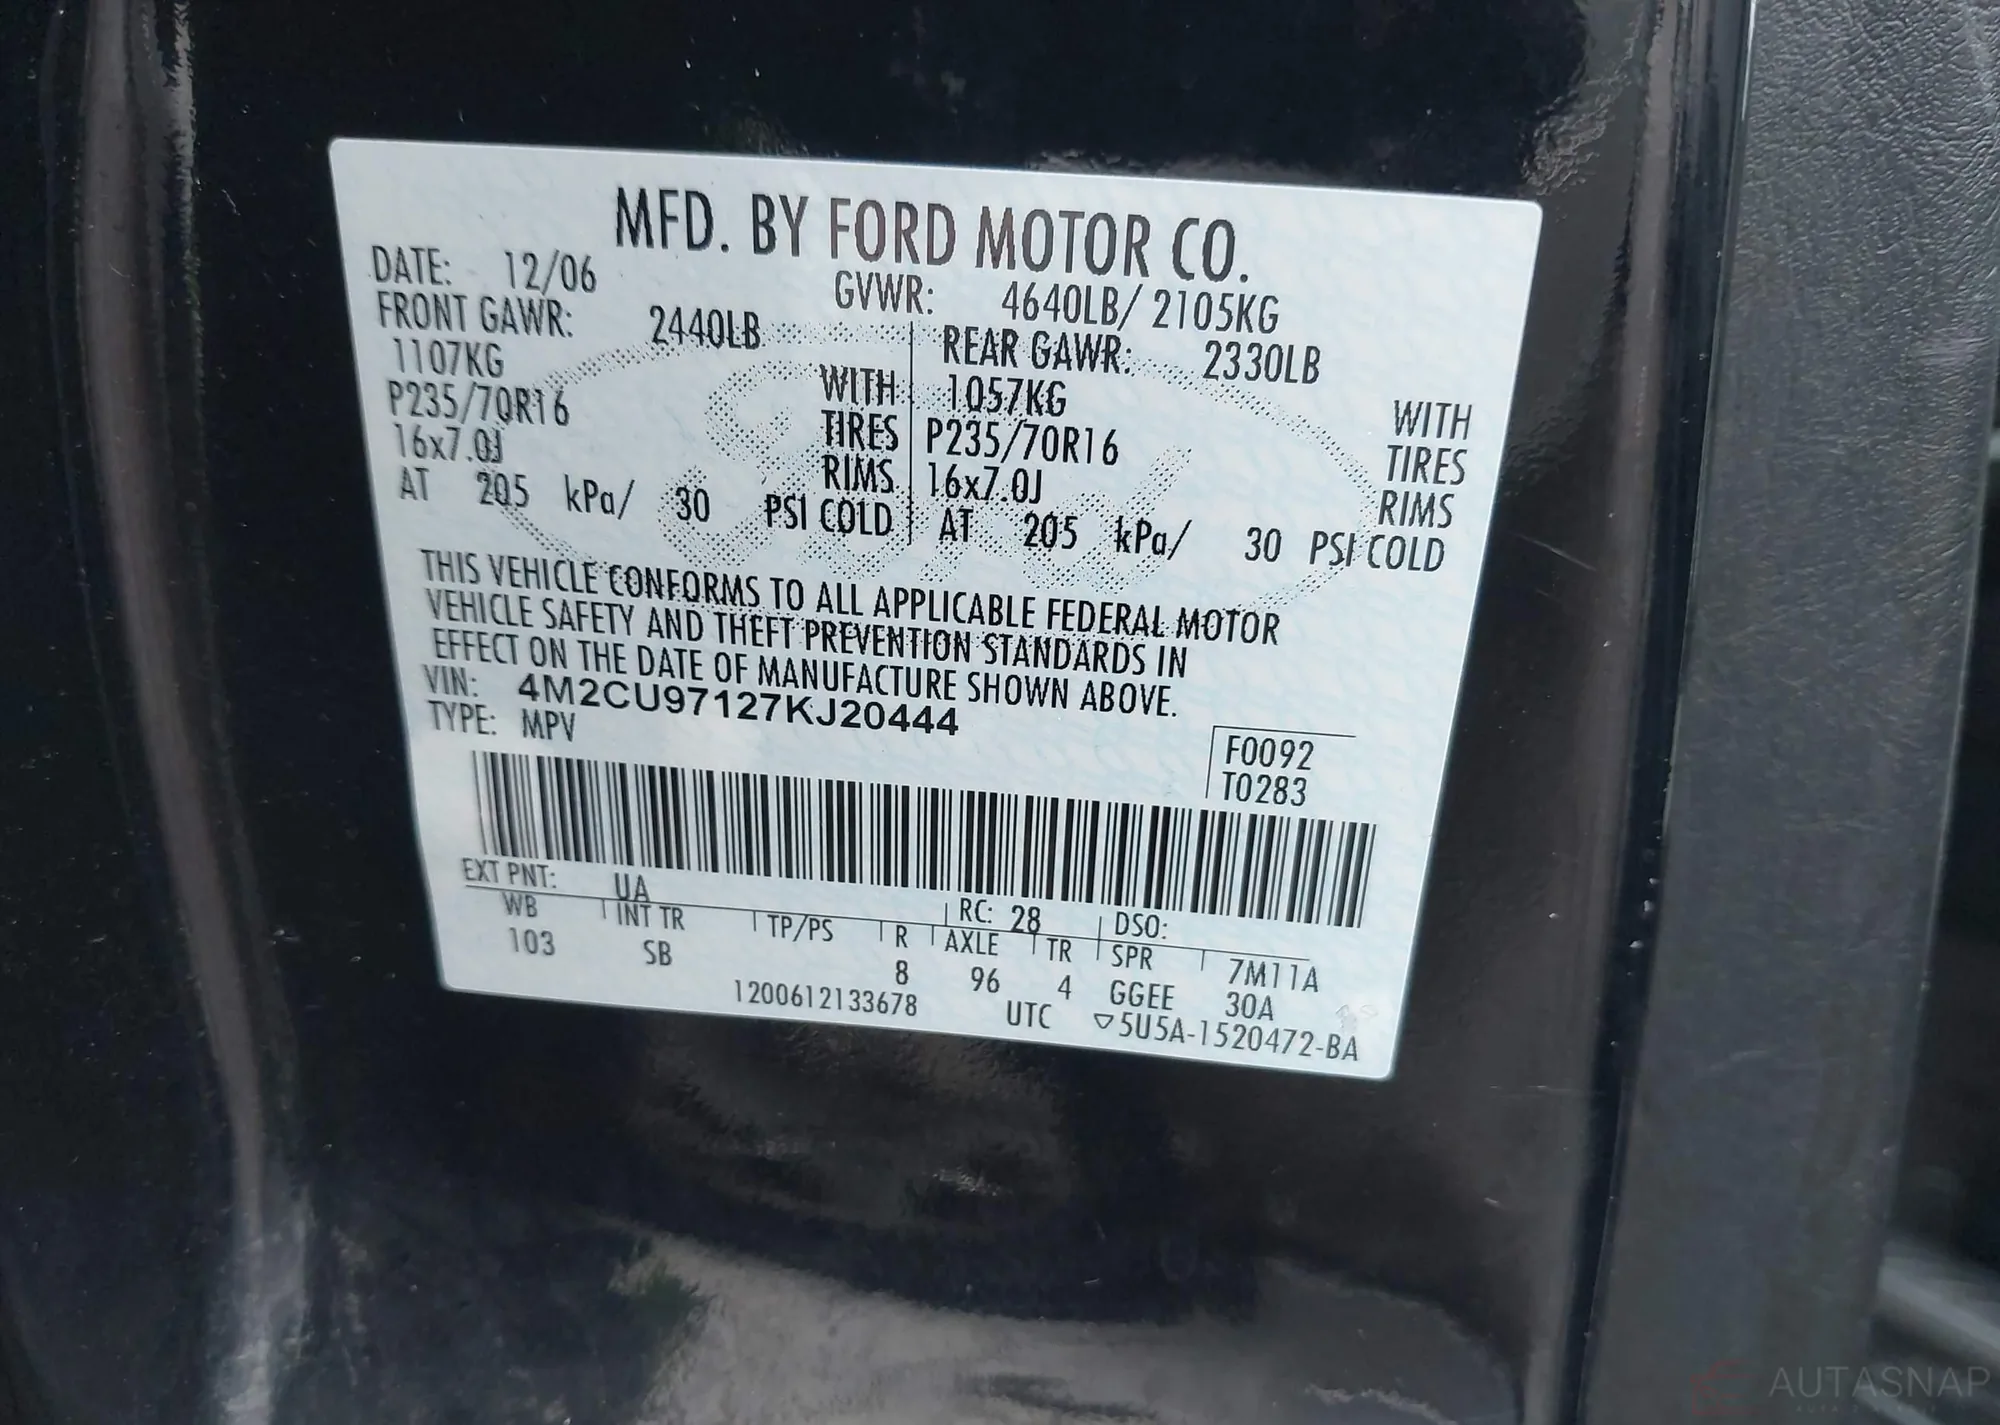 MFD. BY FORD MOTOR CO.
DATE: 12/06 GVWR: 4640LB/ 2105KG
FRONT GAWR: 2440LB REAR GAWR: 2330LB
1107KG WITH 1057KG WITH
P235/70R16 TIRES P235/70R16 TIRES
16x7.0J RIMS 16x7.0J RIMS
AT 205 kPa/ 30 PSI COLD AT 205 kPa/ 30 PSI COLD
THIS VEHICLE CONFORMS TO ALL APPLICABLE FEDERAL MOTOR
VEHICLE SAFETY AND THEFT PREVENTION STANDARDS IN
EFFECT ON THE DATE OF MANUFACTURE SHOWN ABOVE.
VIN: 4M2CU97127KJ20444
TYPE: MPV
F0092
T0283
EXT PNT: UA RC: 28 DSO:
WB INT TR TP/PS R AXLE TR SPR 7M11A
103 SB 8 96 4 GGEE 30A
1200612133678 UTC ▽5U5A-1520472-BA
AUTASNAP